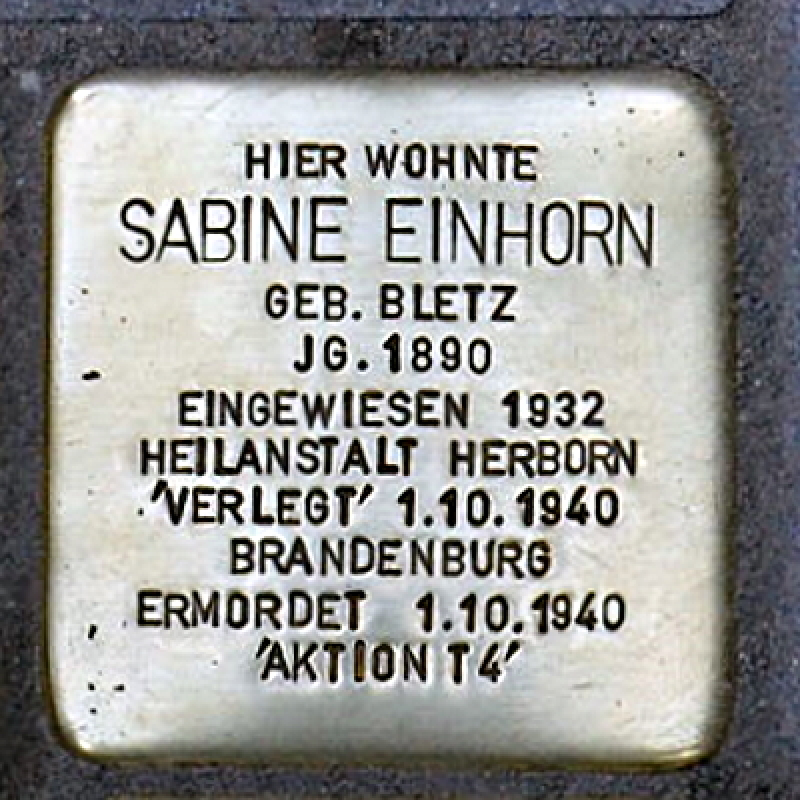 HIER WOHNTE
SABINE EINHORN
GEB. BLETZ
JG. 1890
EINGEWIESEN 1932
HEILANSTALT HERBORN
'VERLEGT' 1.10.1940
BRANDENBURG
ERMORDET 1.10.1940
'AKTION T4'